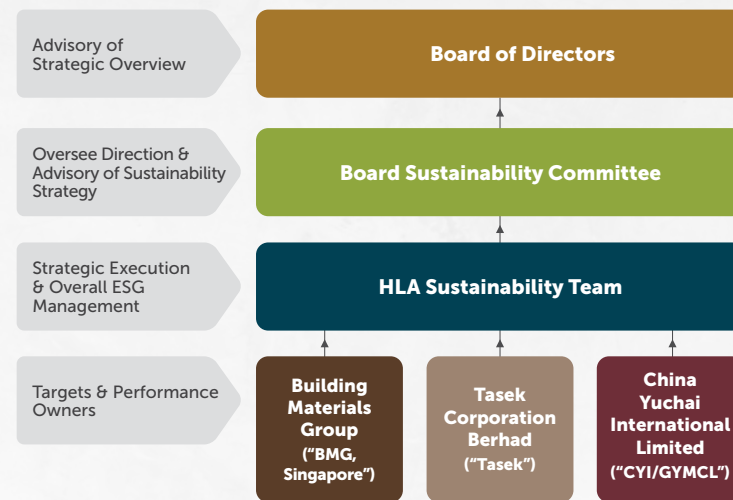 Advisory of
Strategic Overview
Board of Directors
Oversee Direction &
Advisory of Sustainability
Strategy
Board Sustainability Committee
Strategic Execution
& Overall ESG
Management
HLA Sustainability Team
Targets & Performance
Owners
Building
Materials
Group
(“BMG,
Singapore”)
Tasek
Corporation
Berhad
(“Tasek”)
China
Yuchai
International
Limited
(“CYI/GYMCL”)